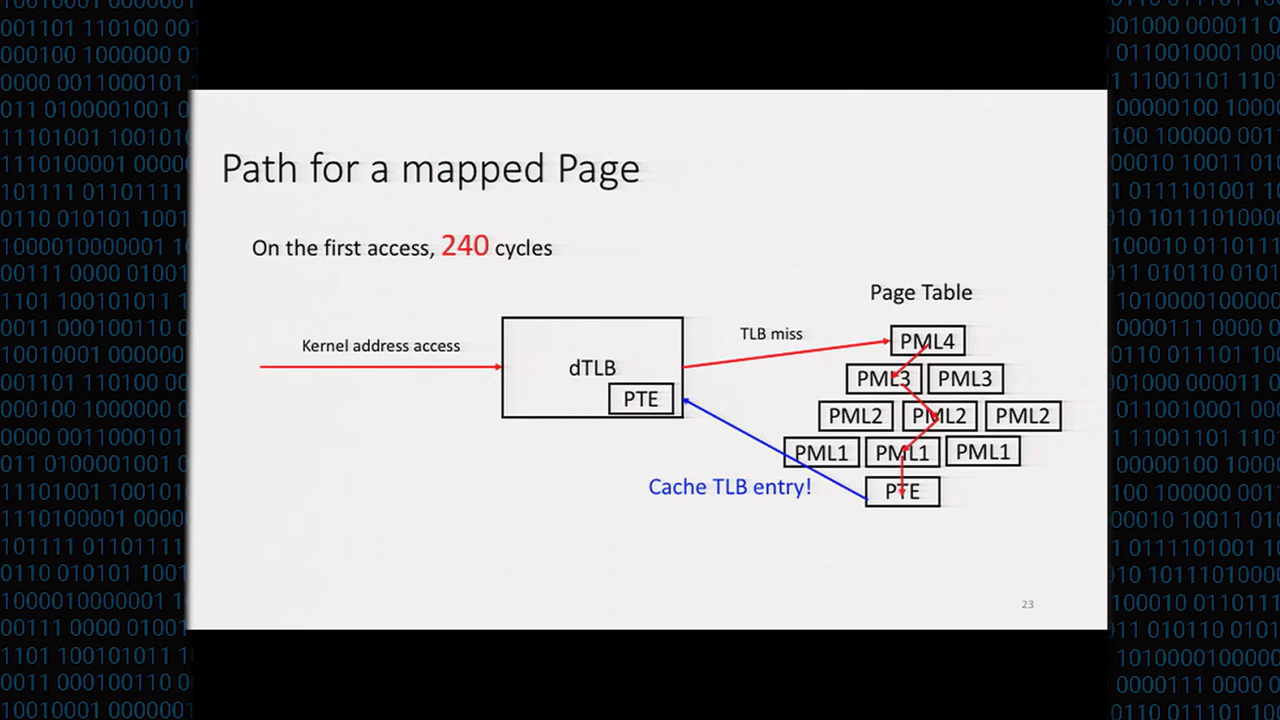 Path for a mapped Page
On the first access, 240 cycles
Page Table
Kernel address access
dTLB
PTE
TLB miss
PML4
PML3 PML3
PML2 PML2 PML2
PML1 PML1 PML1
PTE
Cache TLB entry!
23